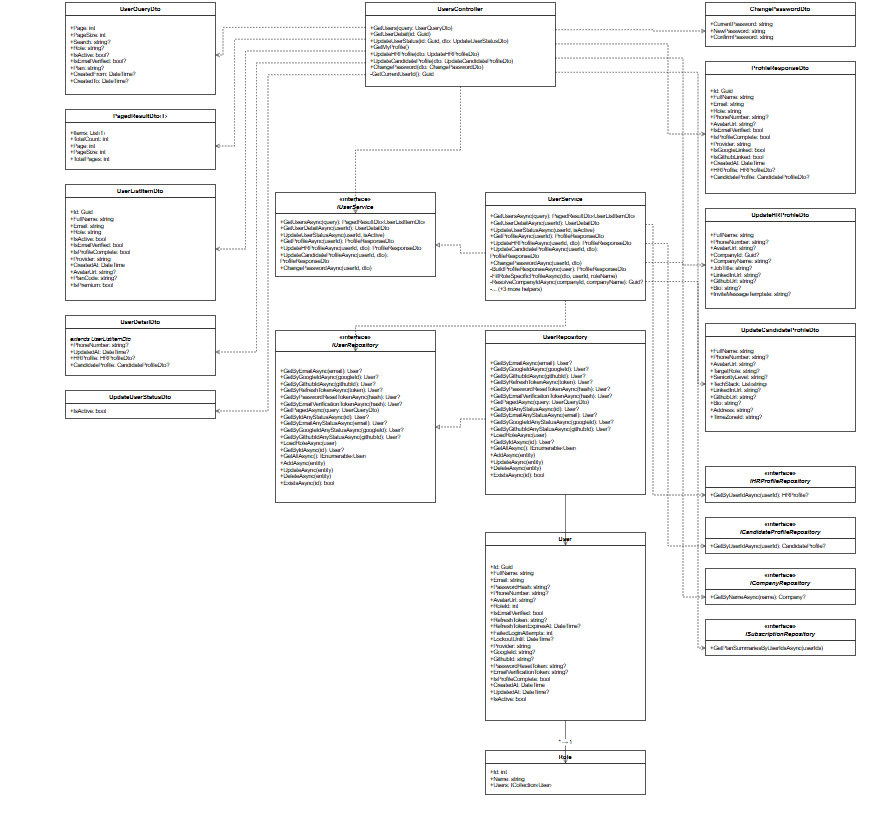 UserQueryDto
+Page: int
+PageSize: int
+Search: string?
+Role: string?
+IsActive: bool?
+IsEmailVerified: bool?
+Plan: string?
+CreatedFrom: DateTime?
+CreatedTo: DateTime?
PagedResultDto<T>
+Items: List<T>
+TotalCount: int
+Page: int
+PageSize: int
+TotalPages: int
UserListItemDto
+Id: Guid
+FullName: string
+Email: string
+Role: string
+IsActive: bool
+IsEmailVerified: bool
+IsProfileComplete: bool
+Provider: string
+CreatedAt: DateTime
+AvatarUrl: string?
+PlanCode: string?
+IsPremium: bool
UserDetailDto
extends UserListItemDto
+PhoneNumber: string?
+UpdatedAt: DateTime?
+HRProfile: HRProfileDto?
+CandidateProfile: CandidateProfileDto?
UpdateUserStatusDto
+IsActive: bool
UsersController
+GetUsers(query: UserQueryDto)
+GetUserDetail(id: Guid)
+UpdateUserStatus(id: Guid, dto: UpdateUserStatusDto)
+GetMyProfile()
+UpdateHRProfile(dto: UpdateHRProfileDto)
+UpdateCandidateProfile(dto: UpdateCandidateProfileDto)
+ChangePassword(dto: ChangePasswordDto)
-GetCurrentUserId(): Guid
«interface»
IUserService
+GetUsersAsync(query): PagedResultDto<UserListItemDto>
+GetUserDetailAsync(userId): UserDetailDto
+UpdateUserStatusAsync(userId, isActive)
+GetProfileAsync(userId): ProfileResponseDto
+UpdateHRProfileAsync(userId, dto): ProfileResponseDto
+UpdateCandidateProfileAsync(userId, dto):
ProfileResponseDto
+ChangePasswordAsync(userId, dto)
UserService
+GetUsersAsync(query): PagedResultDto<UserListItemDto>
+GetUserDetailAsync(userId): UserDetailDto
+UpdateUserStatusAsync(userId, isActive)
+GetProfileAsync(userId): ProfileResponseDto
+UpdateHRProfileAsync(userId, dto): ProfileResponseDto
+UpdateCandidateProfileAsync(userId, dto):
ProfileResponseDto
+ChangePasswordAsync(userId, dto)
-BuildProfileResponseAsync(user): ProfileResponseDto
-FillRoleSpecificProfileAsync(dto, userId, roleName)
-ResolveCompanyIdAsync(companyId, companyName): Guid?
-... (+3 more helpers)
«interface»
IUserRepository
+GetByEmailAsync(email): User?
+GetByGoogleIdAsync(googleId): User?
+GetByGithubIdAsync(githubId): User?
+GetByRefreshTokenAsync(token): User?
+GetByPasswordResetTokenAsync(hash): User?
+GetByEmailVerificationTokenAsync(hash): User?
+GetPagedAsync(query: UserQueryDto)
+GetByIdAnyStatusAsync(id): User?
+GetByEmailAnyStatusAsync(email): User?
+GetByGoogleIdAnyStatusAsync(googleId): User?
+GetByGithubIdAnyStatusAsync(githubId): User?
+LoadRoleAsync(user)
+GetByIdAsync(id): User?
+GetAllAsync(): IEnumerable<User>
+AddAsync(entity)
+UpdateAsync(entity)
+DeleteAsync(entity)
+ExistsAsync(id): bool
UserRepository
+GetByEmailAsync(email): User?
+GetByGoogleIdAsync(googleId): User?
+GetByGithubIdAsync(githubId): User?
+GetByRefreshTokenAsync(token): User?
+GetByPasswordResetTokenAsync(hash): User?
+GetByEmailVerificationTokenAsync(hash): User?
+GetPagedAsync(query: UserQueryDto)
+GetByIdAnyStatusAsync(id): User?
+GetByEmailAnyStatusAsync(email): User?
+GetByGoogleIdAnyStatusAsync(googleId): User?
+GetByGithubIdAnyStatusAsync(githubId): User?
+LoadRoleAsync(user)
+GetByIdAsync(id): User?
+GetAllAsync(): IEnumerable<User>
+AddAsync(entity)
+UpdateAsync(entity)
+DeleteAsync(entity)
+ExistsAsync(id): bool
User
+Id: Guid
+FullName: string
+Email: string
+PasswordHash: string?
+PhoneNumber: string?
+AvatarUrl: string?
+RoleId: int
+IsEmailVerified: bool
+RefreshToken: string?
+RefreshTokenExpiresAt: DateTime?
+FailedLoginAttempts: int
+LockoutUntil: DateTime?
+Provider: string
+GoogleId: string?
+GithubId: string?
+PasswordResetToken: string?
+EmailVerificationToken: string?
+IsProfileComplete: bool
+CreatedAt: DateTime
+UpdatedAt: DateTime?
+IsActive: bool
* → 1
Role
+Id: int
+Name: string
+Users: ICollection<User>
ChangePasswordDto
+CurrentPassword: string
+NewPassword: string
+ConfirmPassword: string
ProfileResponseDto
+Id: Guid
+FullName: string
+Email: string
+Role: string
+PhoneNumber: string?
+AvatarUrl: string?
+IsEmailVerified: bool
+IsProfileComplete: bool
+Provider: string
+IsGoogleLinked: bool
+IsGithubLinked: bool
+CreatedAt: DateTime
+HRProfile: HRProfileDto?
+CandidateProfile: CandidateProfileDto?
UpdateHRProfileDto
+FullName: string
+PhoneNumber: string?
+AvatarUrl: string?
+CompanyId: Guid?
+CompanyName: string?
+JobTitle: string?
+LinkedInUrl: string?
+GithubUrl: string?
+Bio: string?
+InviteMessageTemplate: string?
UpdateCandidateProfileDto
+FullName: string
+PhoneNumber: string?
+AvatarUrl: string?
+TargetRole: string?
+SeniorityLevel: string?
+TechStack: List<string>
+LinkedInUrl: string?
+GithubUrl: string?
+Bio: string?
+Address: string?
+TimeZoneId: string?
«interface»
IHRProfileRepository
+GetByUserIdAsync(userId): HRProfile?
«interface»
ICandidateProfileRepository
+GetByUserIdAsync(userId): CandidateProfile?
«interface»
ICompanyRepository
+GetByNameAsync(name): Company?
«interface»
ISubscriptionRepository
+GetPlanSummariesByUserIdsAsync(userIds)